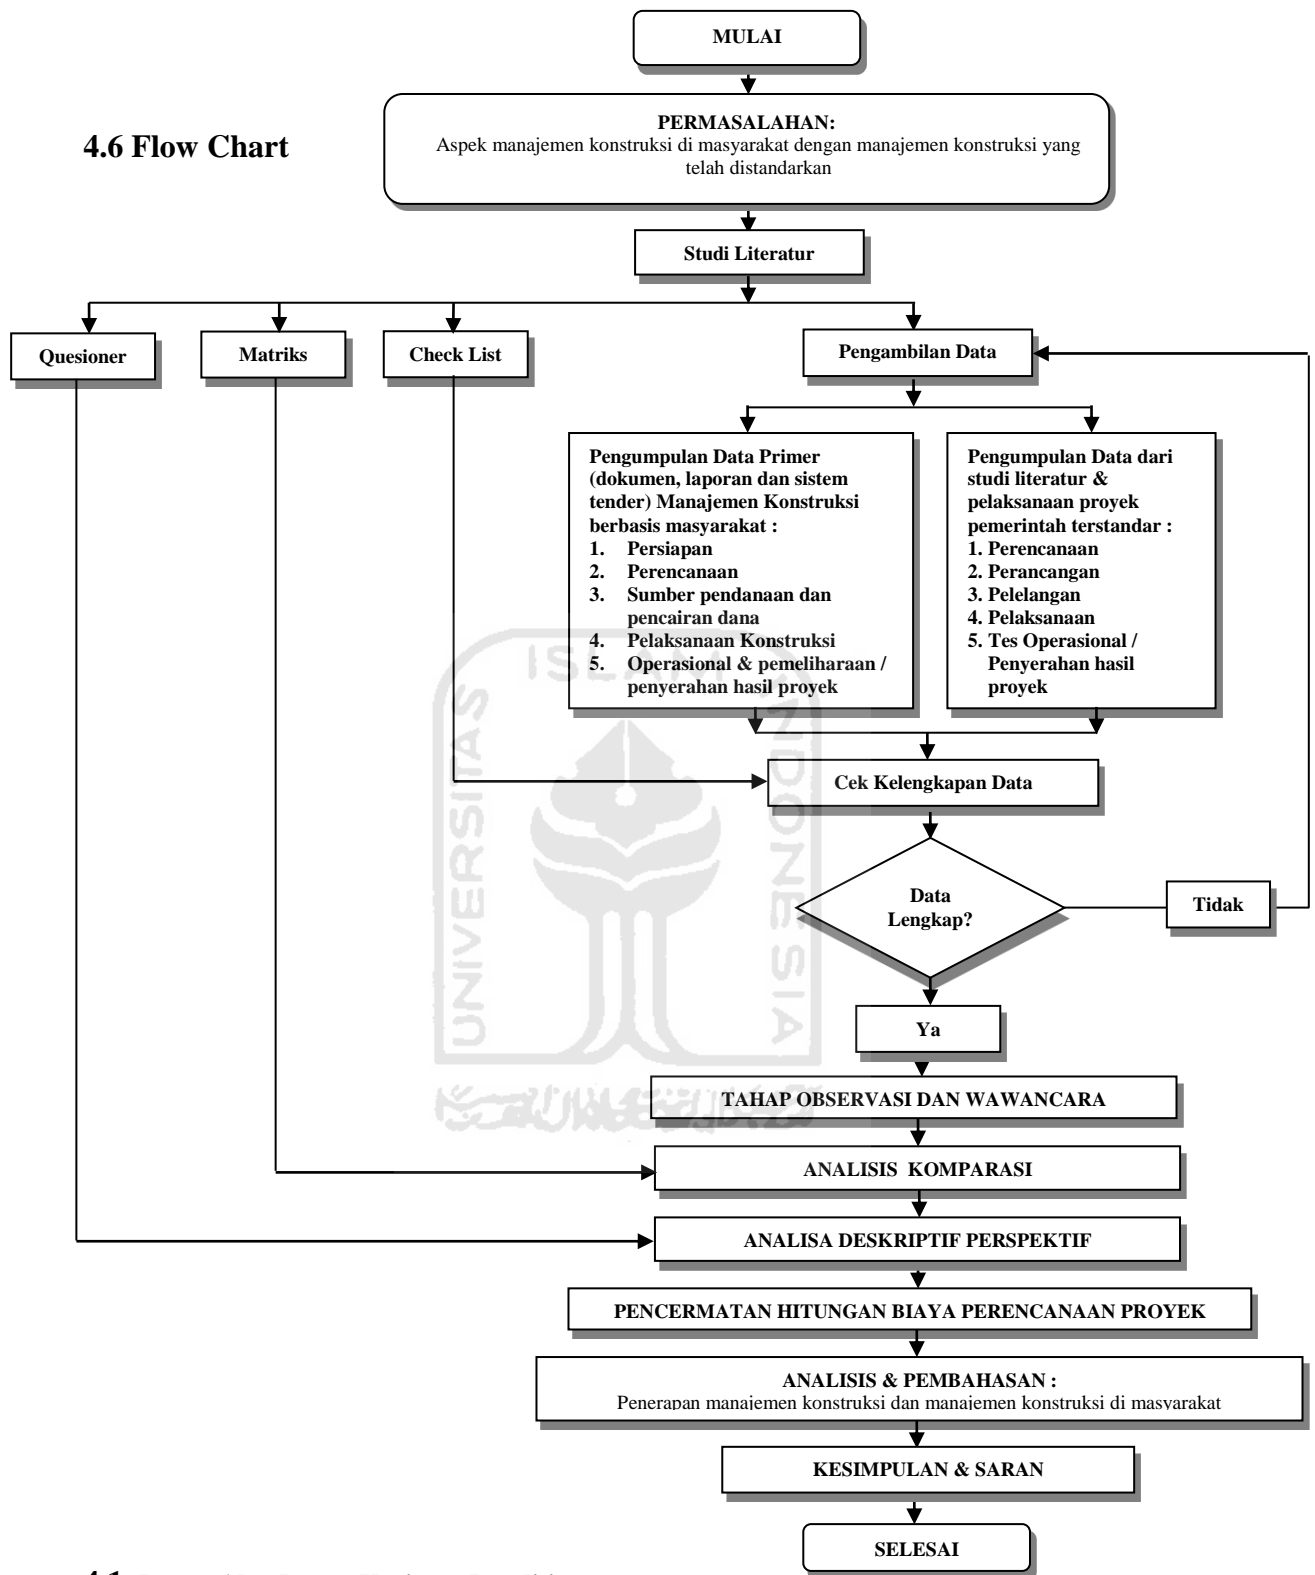 MULAI
4.6 Flow Chart
PERMASALAHAN:
Aspek manajemen konstruksi di masyarakat dengan manajemen konstruksi yang
telah distandarkan
Studi Literatur
Quesioner
Matriks
Check List
Pengambilan Data
Pengumpulan Data Primer
(dokumen, laporan dan sistem
tender) Manajemen Konstruksi
berbasis masyarakat :
1. Persiapan
2. Perencanaan
3. Sumber pendanaan dan
pencairan dana
4. Pelaksanaan Konstruksi
5. Operasional & pemeliharaan /
penyerahan hasil proyek
Pengumpulan Data dari
studi literatur &
pelaksanaan proyek
pemerintah terstandar :
1. Perencanaan
2. Perancangan
3. Pelelangan
4. Pelaksanaan
5. Tes Operasional /
Penyerahan hasil
proyek
UNIVERSITAS
ISLAM
INDONESIA
Cek Kelengkapan Data
Data
Lengkap?
Tidak
Ya
TAHAP OBSERVASI DAN WAWANCARA
ANALISIS KOMPARASI
ANALISA DESKRIPTIF PERSPEKTIF
PENCERMATAN HITUNGAN BIAYA PERENCANAAN PROYEK
ANALISIS & PEMBAHASAN :
Penerapan manajemen konstruksi dan manajemen konstruksi di masyarakat
KESIMPULAN & SARAN
SELESAI
4.1